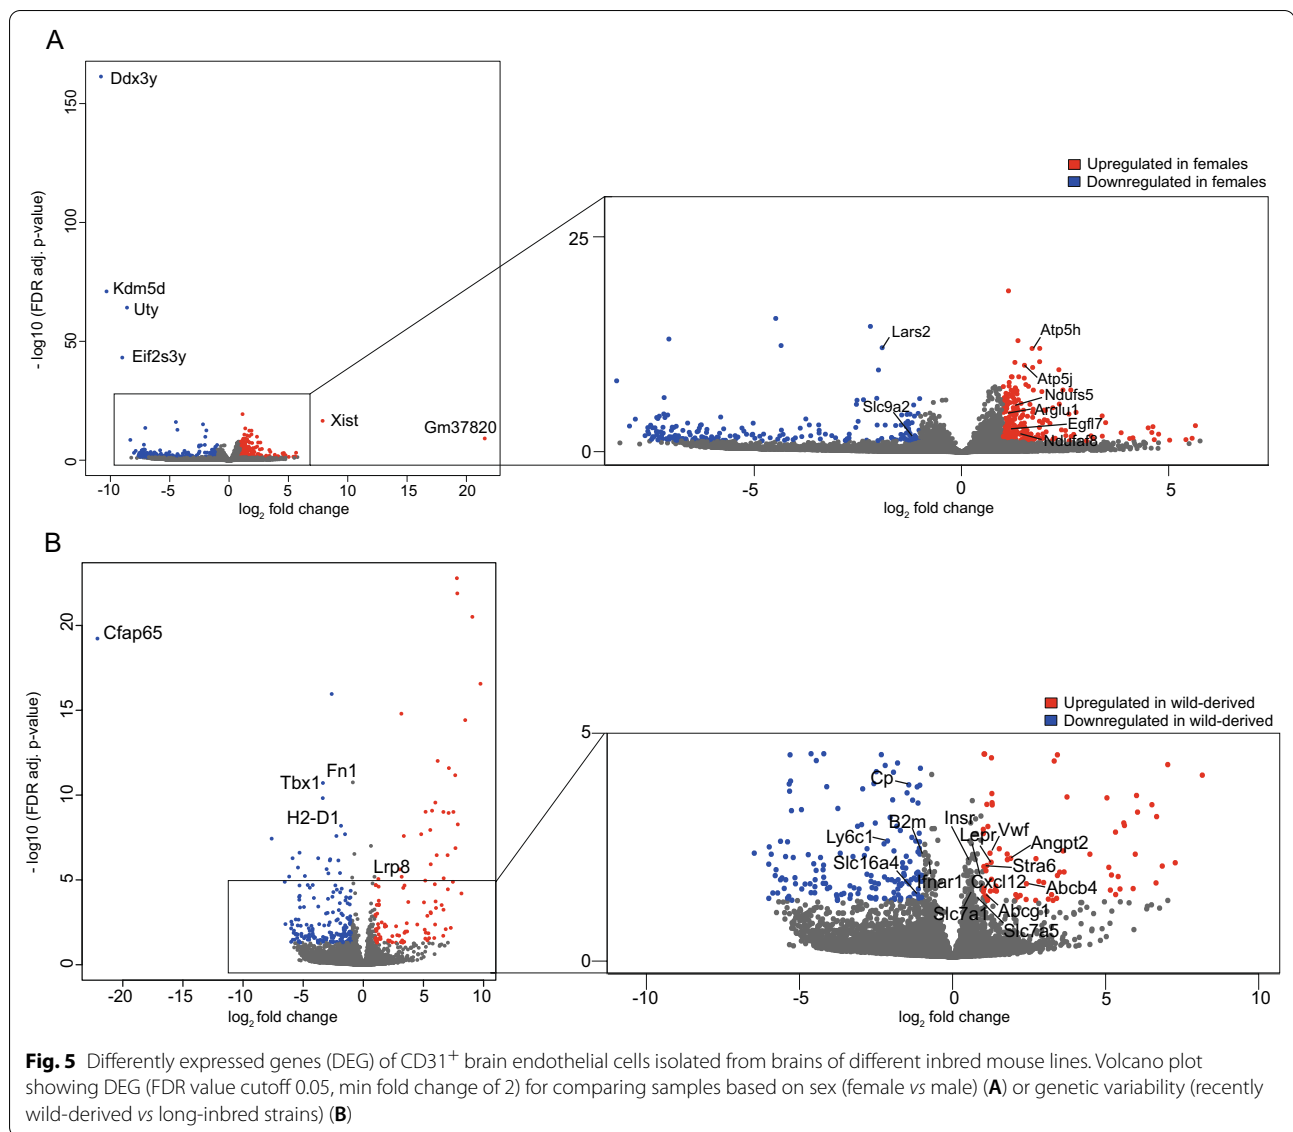 A
Ddx3y
150
100
- log10 (FDR adj. p-value)
Kdm5d
Uty
50
Eif2s3y
Xist
Gm37820
0
-10 -5 0 5 10 15 20
log2 fold change
Upregulated in females
Downregulated in females
25
Lars2
Atp5h
Atp5j
Ndufs5
Slc9a2
Arglu1
Egfl7
Ndufaf8
0
-5 0 5
log2 fold change
B
20
Cfap65
- log10 (FDR adj. p-value)
15
Fn1
Tbx1
10
H2-D1
Lrp8
5
0
-20 -10 -5 0 5 10
log2 fold change
Upregulated in wild-derived
Downregulated in wild-derived
5
Cp
B2m
Insr
Ly6c1
Lepr
Vwf
Angpt2
Slc16a4
Stra6
Ifnar1
Cxcl12
Abcb4
Slc7a1
Abcg1
Slc7a5
0
-10 -5 0 5 10
log2 fold change
Fig. 5 Differently expressed genes (DEG) of CD31+ brain endothelial cells isolated from brains of different inbred mouse lines. Volcano plot
showing DEG (FDR value cutoff 0.05, min fold change of 2) for comparing samples based on sex (female vs male) (A) or genetic variability (recently
wild-derived vs long-inbred strains) (B)